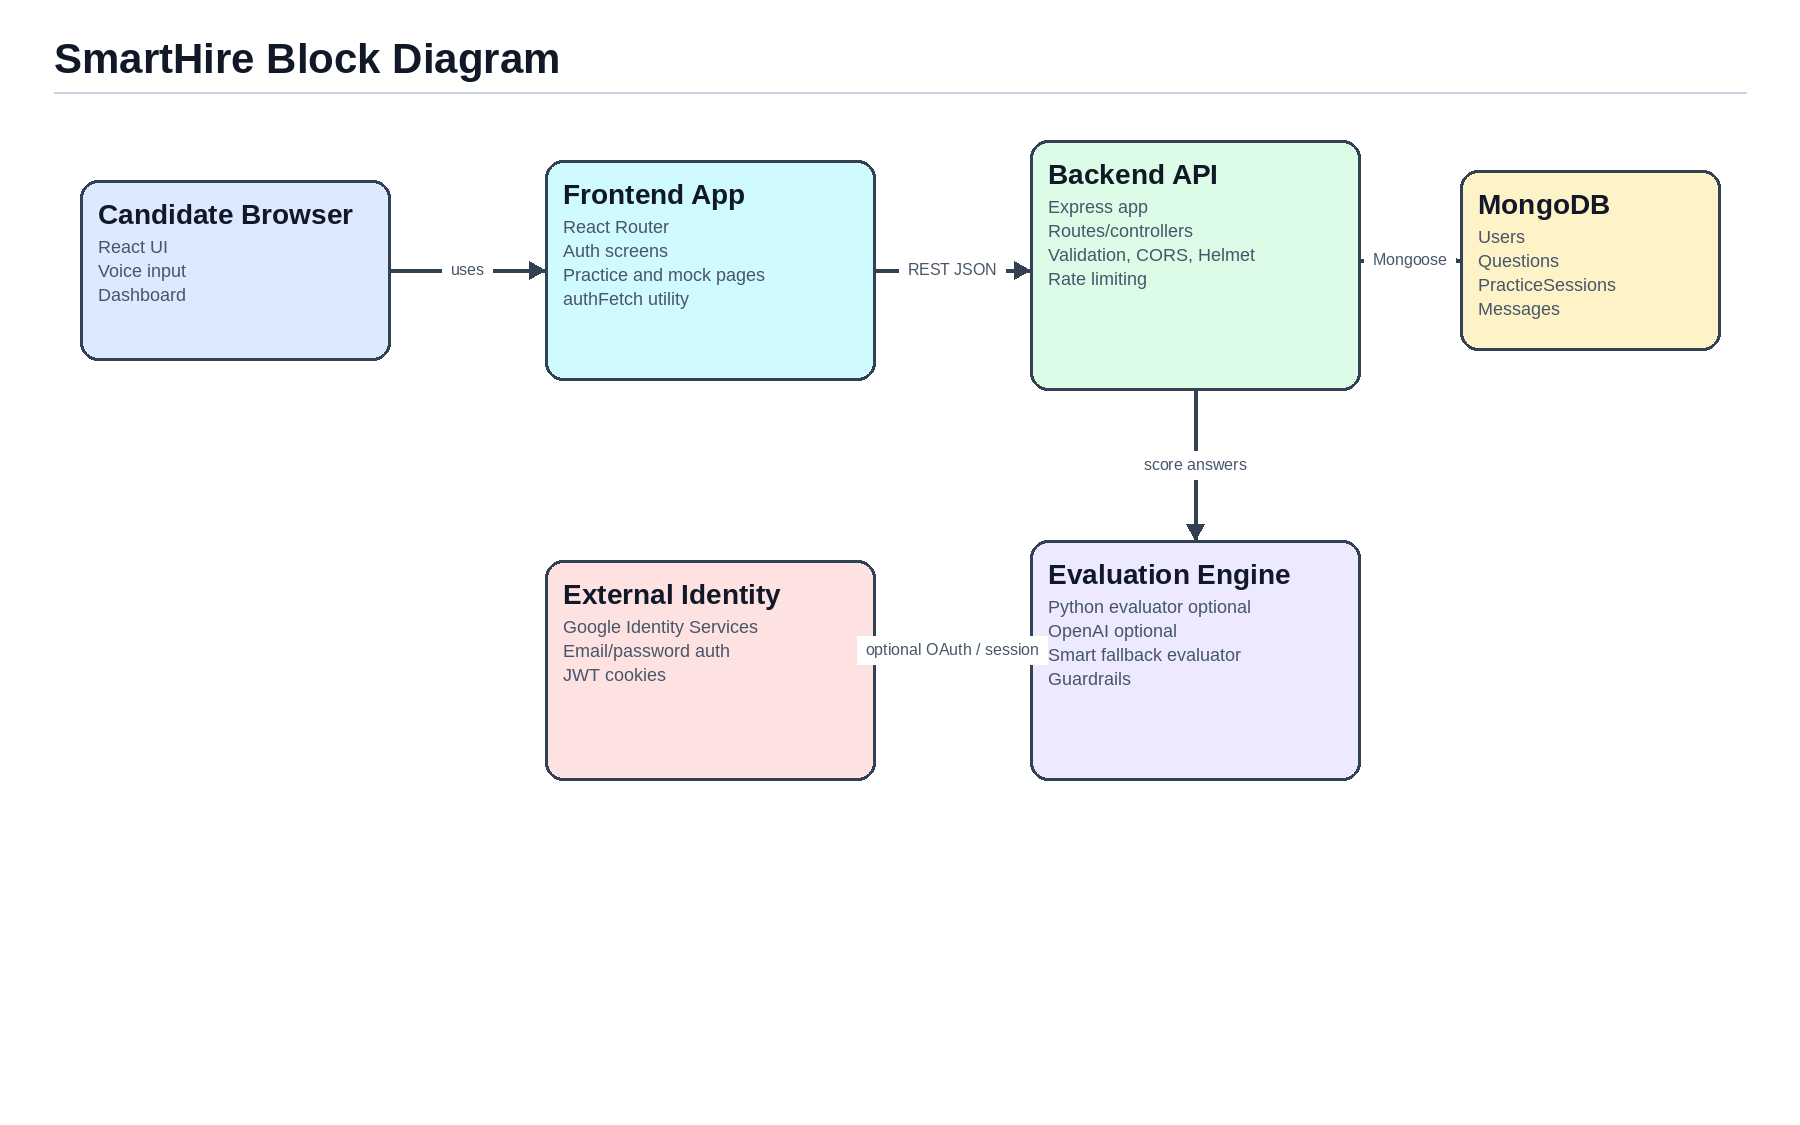 SmartHire Block Diagram
Candidate Browser
React UI
Voice input
Dashboard
uses
Frontend App
React Router
Auth screens
Practice and mock pages
authFetch utility
REST JSON
Backend API
Express app
Routes/controllers
Validation, CORS, Helmet
Rate limiting
Mongoose
MongoDB
Users
Questions
PracticeSessions
Messages
score answers
External Identity
Google Identity Services
Email/password auth
JWT cookies
optional OAuth / session
Evaluation Engine
Python evaluator optional
OpenAI optional
Smart fallback evaluator
Guardrails